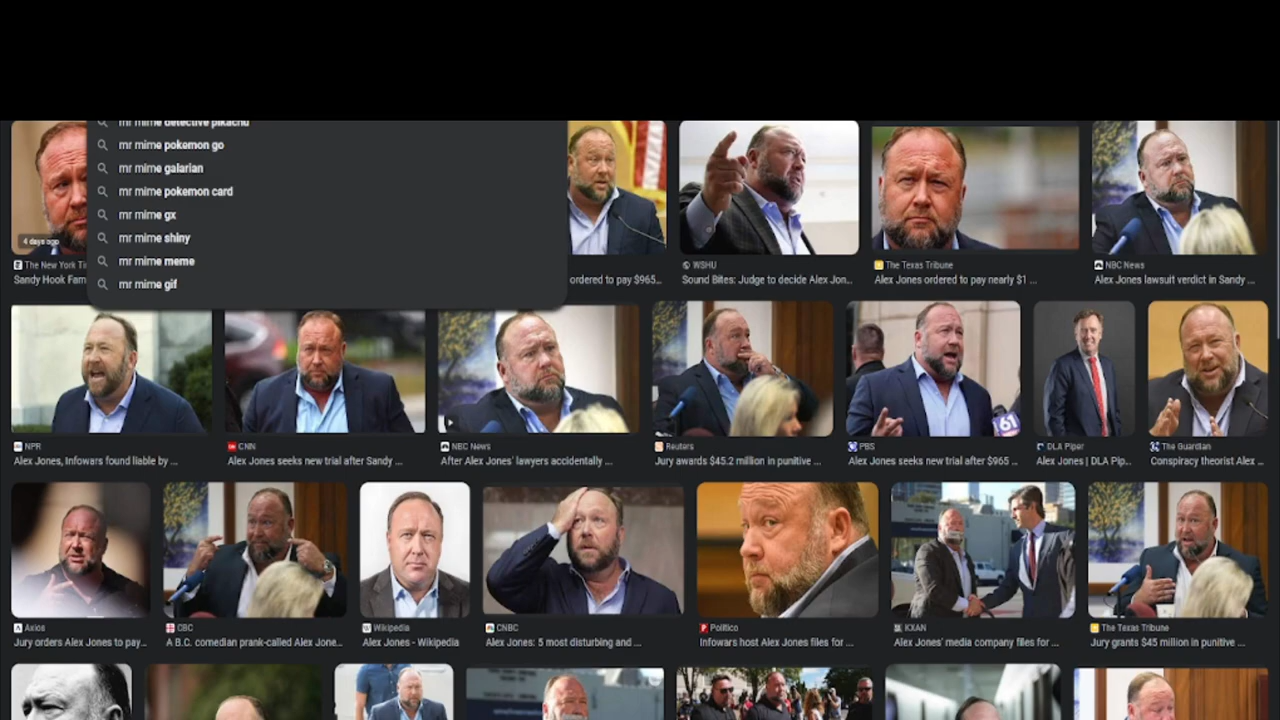 mr mime detective pikachu
mr mime pokemon go
mr mime galarian
mr mime pokemon card
mr mime gx
mr mime shiny
mr mime meme
mr mime gif
4 days ago
The New York Ti
Sandy Hook Fam
ordered to pay $965...
WSHU
Sound Bites: Judge to decide Alex Jon...
The Texas Tribune
Alex Jones ordered to pay nearly $1 ...
NBC News
Alex Jones lawsuit verdict in Sandy ...
NPR
Alex Jones, Infowars found liable by ...
CNN
Alex Jones seeks new trial after Sandy ...
NBC News
After Alex Jones' lawyers accidentally ...
Reuters
Jury awards $45.2 million in punitive ...
61
PBS
Alex Jones seeks new trial after $965 ...
DLA Piper
Alex Jones | DLA Pip...
The Guardian
Conspiracy theorist Alex ...
Axios
Jury orders Alex Jones to pay...
CBC
A B.C. comedian prank-called Alex Jone...
Wikipedia
Alex Jones - Wikipedia
CNBC
Alex Jones: 5 most disturbing and ...
Politico
Infowars host Alex Jones files for ...
KXAN
Alex Jones' media company files for ...
The Texas Tribune
Jury grants $45 million in punitive ...